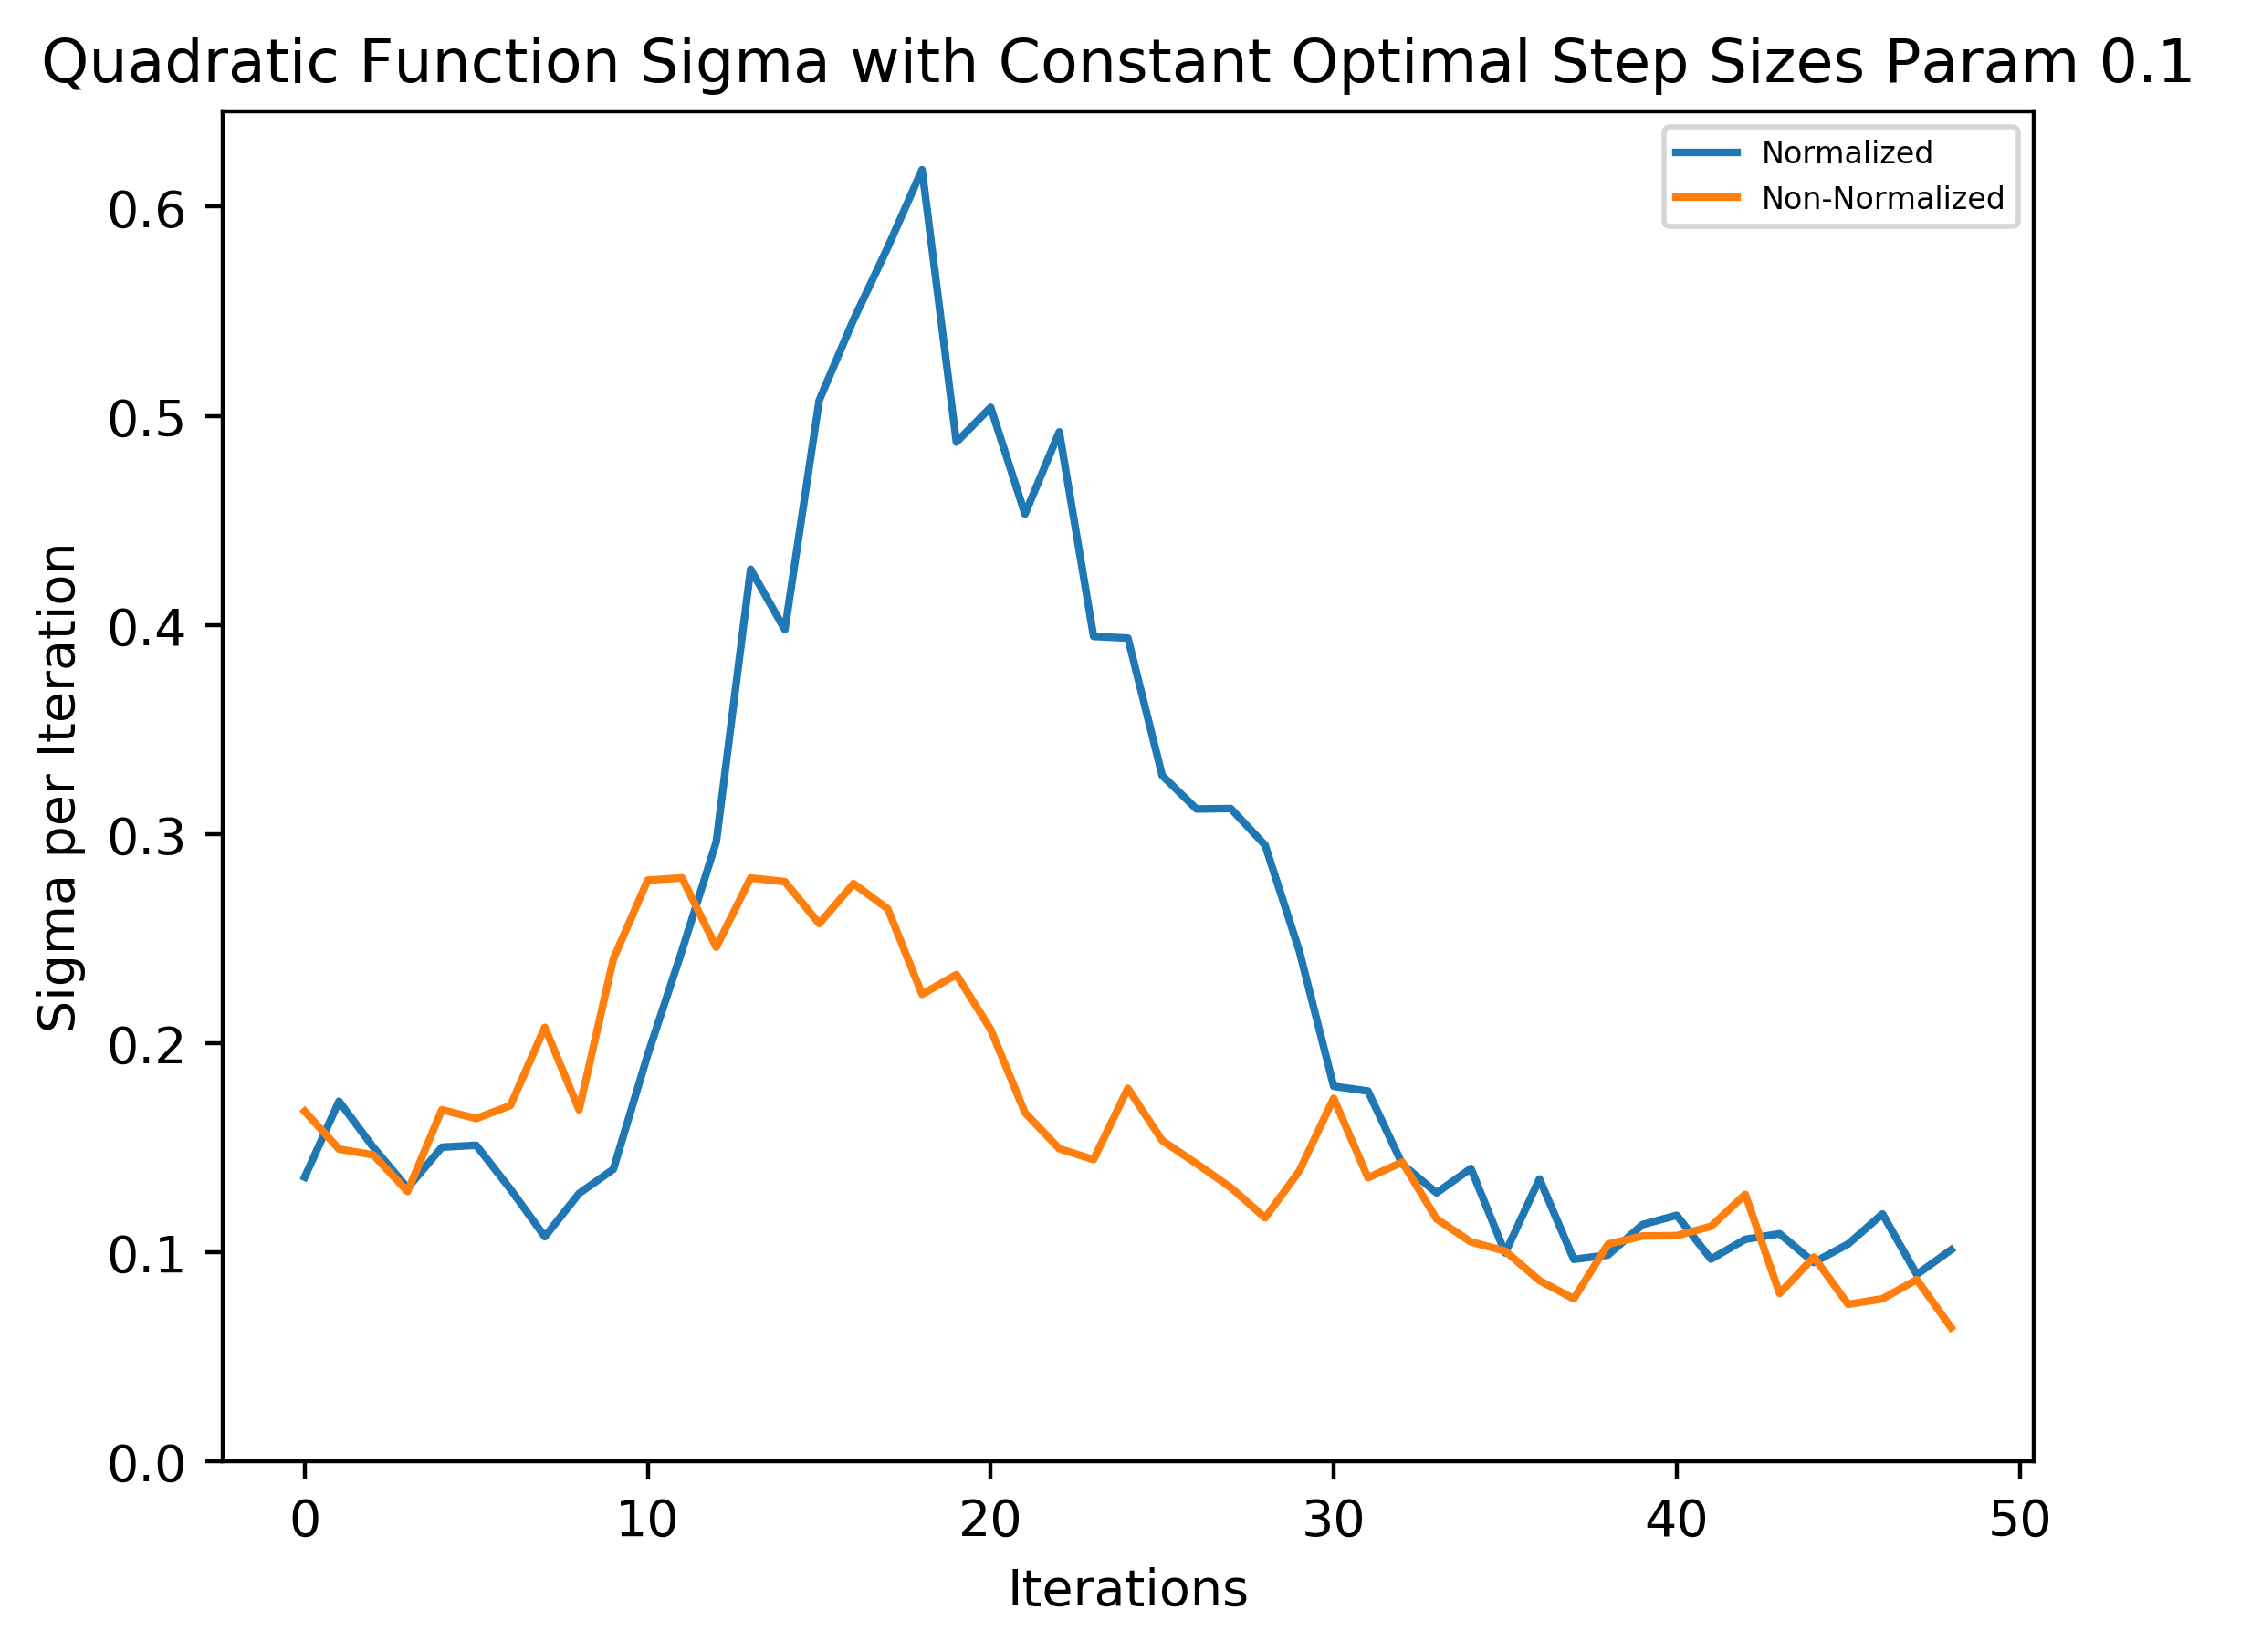 Quadratic Function Sigma with Constant Optimal Step Sizes Param 0.1
Normalized
Non-Normalized
Sigma per Iteration
0.6
0.5
0.4
0.3
0.2
0.1
0.0
0 10 20 30 40 50
Iterations